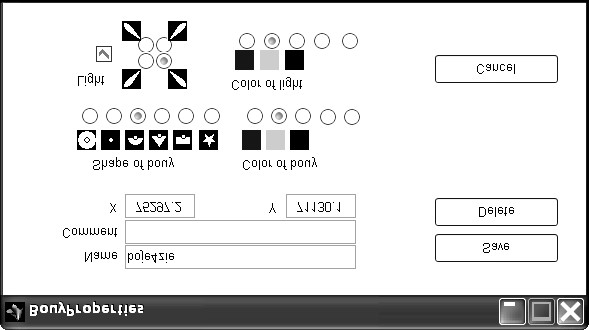 BouyProperties
Name boje4zie Save
Comment
X 75297.2 Y 71130.1 Delete
Shape of bouy Color of bouy
Light Color of light Cancel